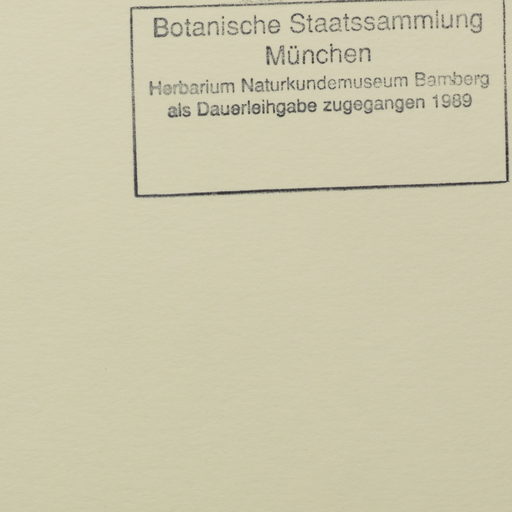 Botanische Staatssammlung
München
Herbarium Naturkundemuseum Bamberg
als Dauerleihgabe zugegangen 1989